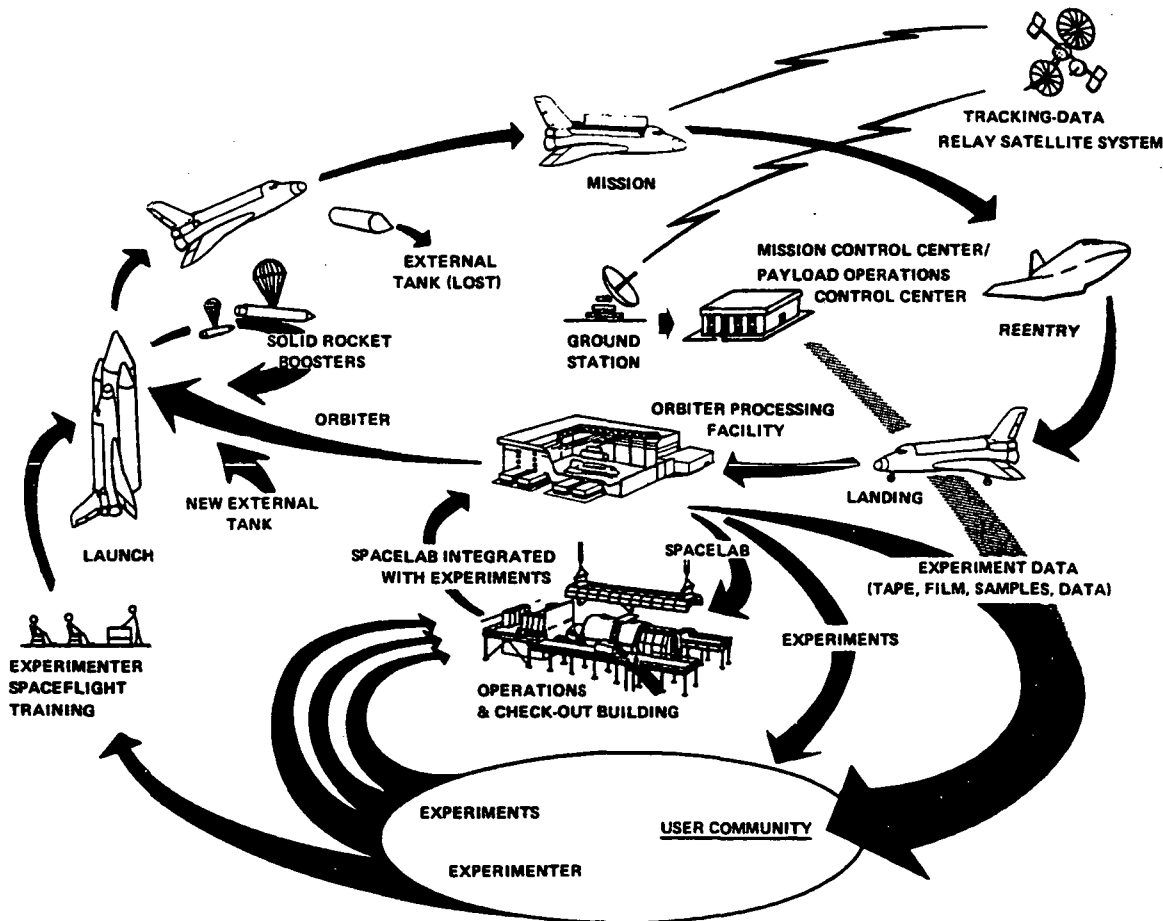 TRACKING-DATA
RELAY SATELLITE SYSTEM
MISSION
EXTERNAL
TANK (LOST)
MISSION CONTROL CENTER/
PAYLOAD OPERATIONS
CONTROL CENTER
REENTRY
GROUND
STATION
SOLID ROCKET
BOOSTERS
ORBITER
ORBITER PROCESSING
FACILITY
LANDING
NEW EXTERNAL
TANK
LAUNCH
SPACELAB INTEGRATED
WITH EXPERIMENTS
SPACELAB
EXPERIMENT DATA
(TAPE, FILM, SAMPLES, DATA)
EXPERIMENTS
EXPERIMENTER
SPACEFLIGHT
TRAINING
OPERATIONS
& CHECK-OUT BUILDING
EXPERIMENTS
USER COMMUNITY
EXPERIMENTER